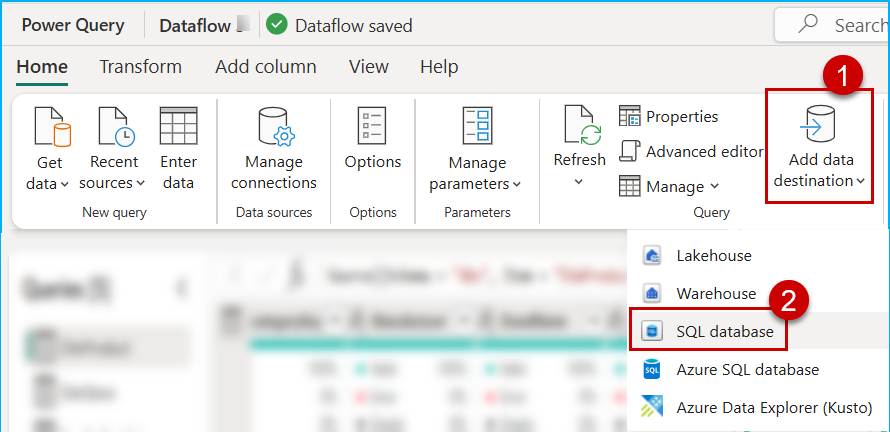 Power Query
Dataflow
Dataflow saved
Search
Home
Transform
Add column
View
Help
1
Get data
Recent sources
Enter data
New query
Manage connections
Data sources
Options
Options
Manage parameters
Parameters
Refresh
Properties
Advanced editor
Manage
Query
Add data destination
Lakehouse
Warehouse
2
SQL database
SQL
Azure SQL database
Azure Data Explorer (Kusto)